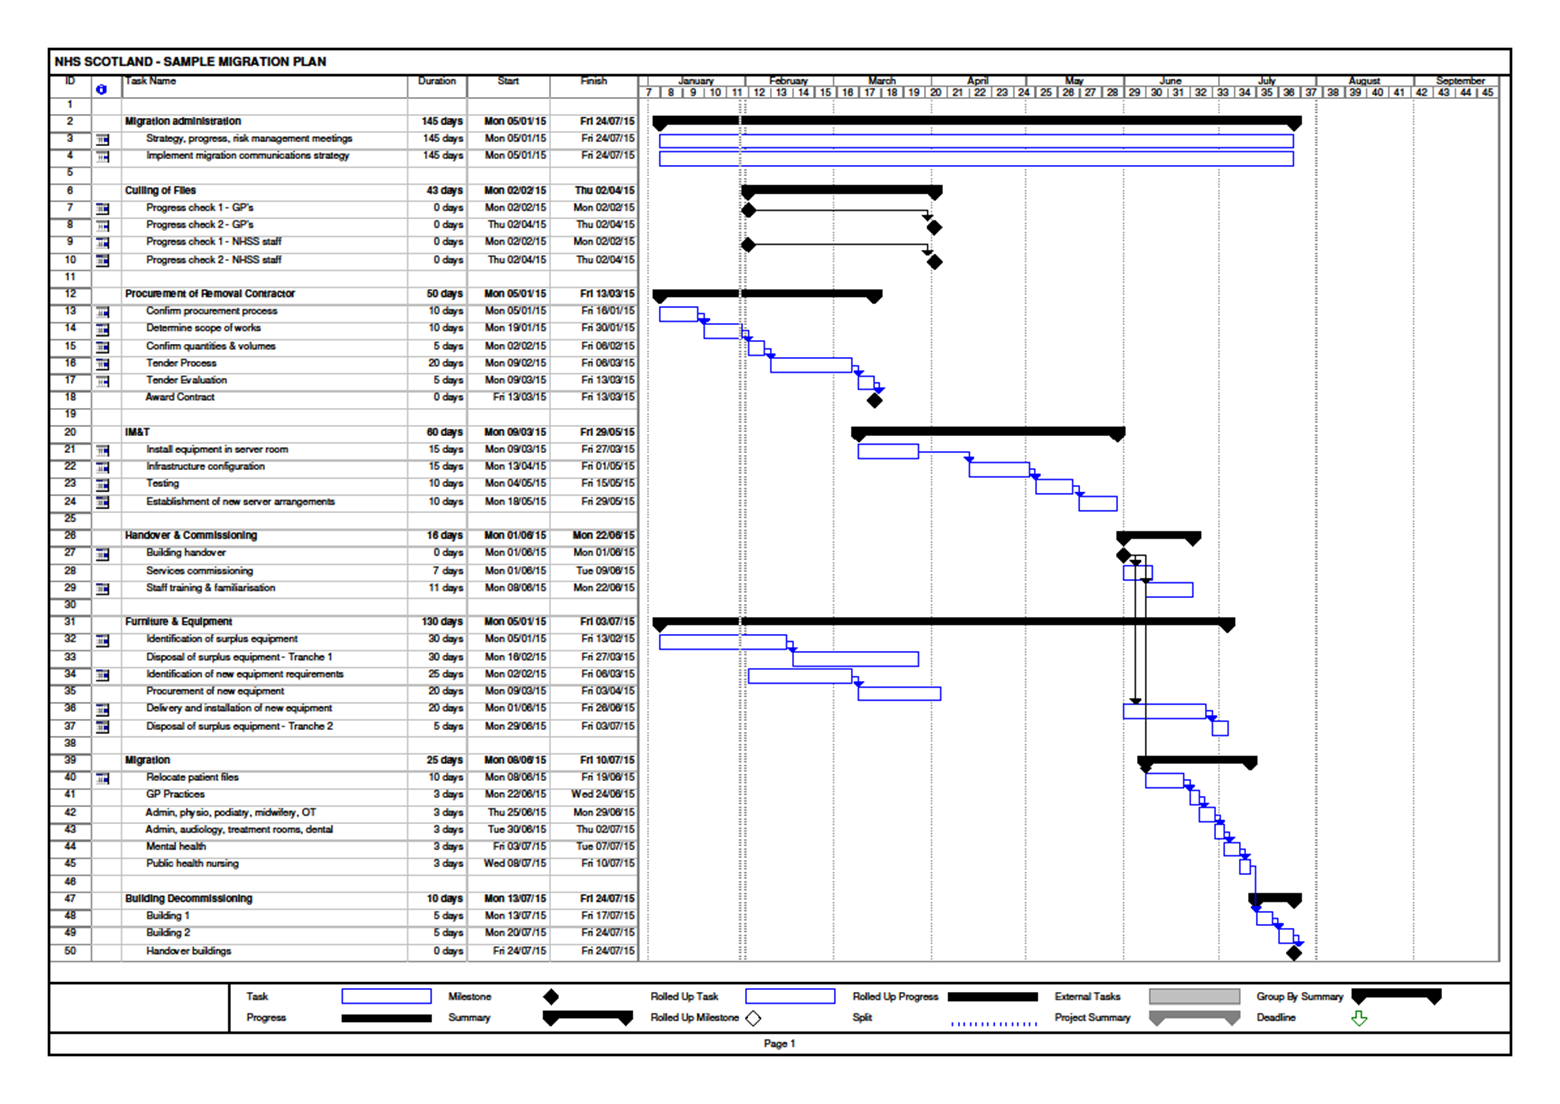 NHS SCOTLAND - SAMPLE MIGRATION PLAN
ID Task Name Duration Start Finish January February March April May June July August September
7 8 9 10 11 12 13 14 15 16 17 18 19 20 21 22 23 24 25 26 27 28 29 30 31 32 33 34 35 36 37 38 39 40 41 42 43 44 45
1
2 Migration administration 145 days Mon 05/01/15 Fri 24/07/15
3 Strategy, progress, risk management meetings 145 days Mon 05/01/15 Fri 24/07/15
4 Implement migration communications strategy 145 days Mon 05/01/15 Fri 24/07/15
5
6 Culling of Files 43 days Mon 02/02/15 Thu 02/04/15
7 Progress check 1 - GP's 0 days Mon 02/02/15 Mon 02/02/15
8 Progress check 2 - GP's 0 days Thu 02/04/15 Thu 02/04/15
9 Progress check 1 - NHSS staff 0 days Mon 02/02/15 Mon 02/02/15
10 Progress check 2 - NHSS staff 0 days Thu 02/04/15 Thu 02/04/15
11
12 Procurement of Removal Contractor 50 days Mon 05/01/15 Fri 13/03/15
13 Confirm procurement process 10 days Mon 05/01/15 Fri 16/01/15
14 Determine scope of works 10 days Mon 19/01/15 Fri 30/01/15
15 Confirm quantities & volumes 5 days Mon 02/02/15 Fri 06/02/15
16 Tender Process 20 days Mon 09/02/15 Fri 06/03/15
17 Tender Evaluation 5 days Mon 09/03/15 Fri 13/03/15
18 Award Contract 0 days Fri 13/03/15 Fri 13/03/15
19
20 IM&T 60 days Mon 09/03/15 Fri 29/05/15
21 Install equipment in server room 15 days Mon 09/03/15 Fri 27/03/15
22 Infrastructure configuration 15 days Mon 13/04/15 Fri 01/05/15
23 Testing 10 days Mon 04/05/15 Fri 15/05/15
24 Establishment of new server arrangements 10 days Mon 18/05/15 Fri 29/05/15
25
26 Handover & Commissioning 16 days Mon 01/06/15 Mon 22/06/15
27 Building handover 0 days Mon 01/06/15 Mon 01/06/15
28 Services commissioning 7 days Mon 01/06/15 Tue 09/06/15
29 Staff training & familiarisation 11 days Mon 08/06/15 Mon 22/06/15
30
31 Furniture & Equipment 130 days Mon 05/01/15 Fri 03/07/15
32 Identification of surplus equipment 30 days Mon 05/01/15 Fri 13/02/15
33 Disposal of surplus equipment - Tranche 1 30 days Mon 16/02/15 Fri 27/03/15
34 Identification of new equipment requirements 25 days Mon 02/02/15 Fri 06/03/15
35 Procurement of new equipment 20 days Mon 09/03/15 Fri 03/04/15
36 Delivery and installation of new equipment 20 days Mon 01/06/15 Fri 26/06/15
37 Disposal of surplus equipment - Tranche 2 5 days Mon 29/06/15 Fri 03/07/15
38
39 Migration 25 days Mon 08/06/15 Fri 10/07/15
40 Relocate patient files 10 days Mon 08/06/15 Fri 19/06/15
41 GP Practices 3 days Mon 22/06/15 Wed 24/06/15
42 Admin, physio, podiatry, midwifery, OT 3 days Thu 25/06/15 Mon 29/06/15
43 Admin, audiology, treatment rooms, dental 3 days Tue 30/06/15 Thu 02/07/15
44 Mental health 3 days Fri 03/07/15 Tue 07/07/15
45 Public health nursing 3 days Wed 08/07/15 Fri 10/07/15
46
47 Building Decommissioning 10 days Mon 13/07/15 Fri 24/07/15
48 Building 1 5 days Mon 13/07/15 Fri 17/07/15
49 Building 2 5 days Mon 20/07/15 Fri 24/07/15
50 Handover buildings 0 days Fri 24/07/15 Fri 24/07/15
Task Milestone Rolled Up Task Rolled Up Progress External Tasks Group By Summary
Progress Summary Rolled Up Milestone Split Project Summary Deadline
Page 1